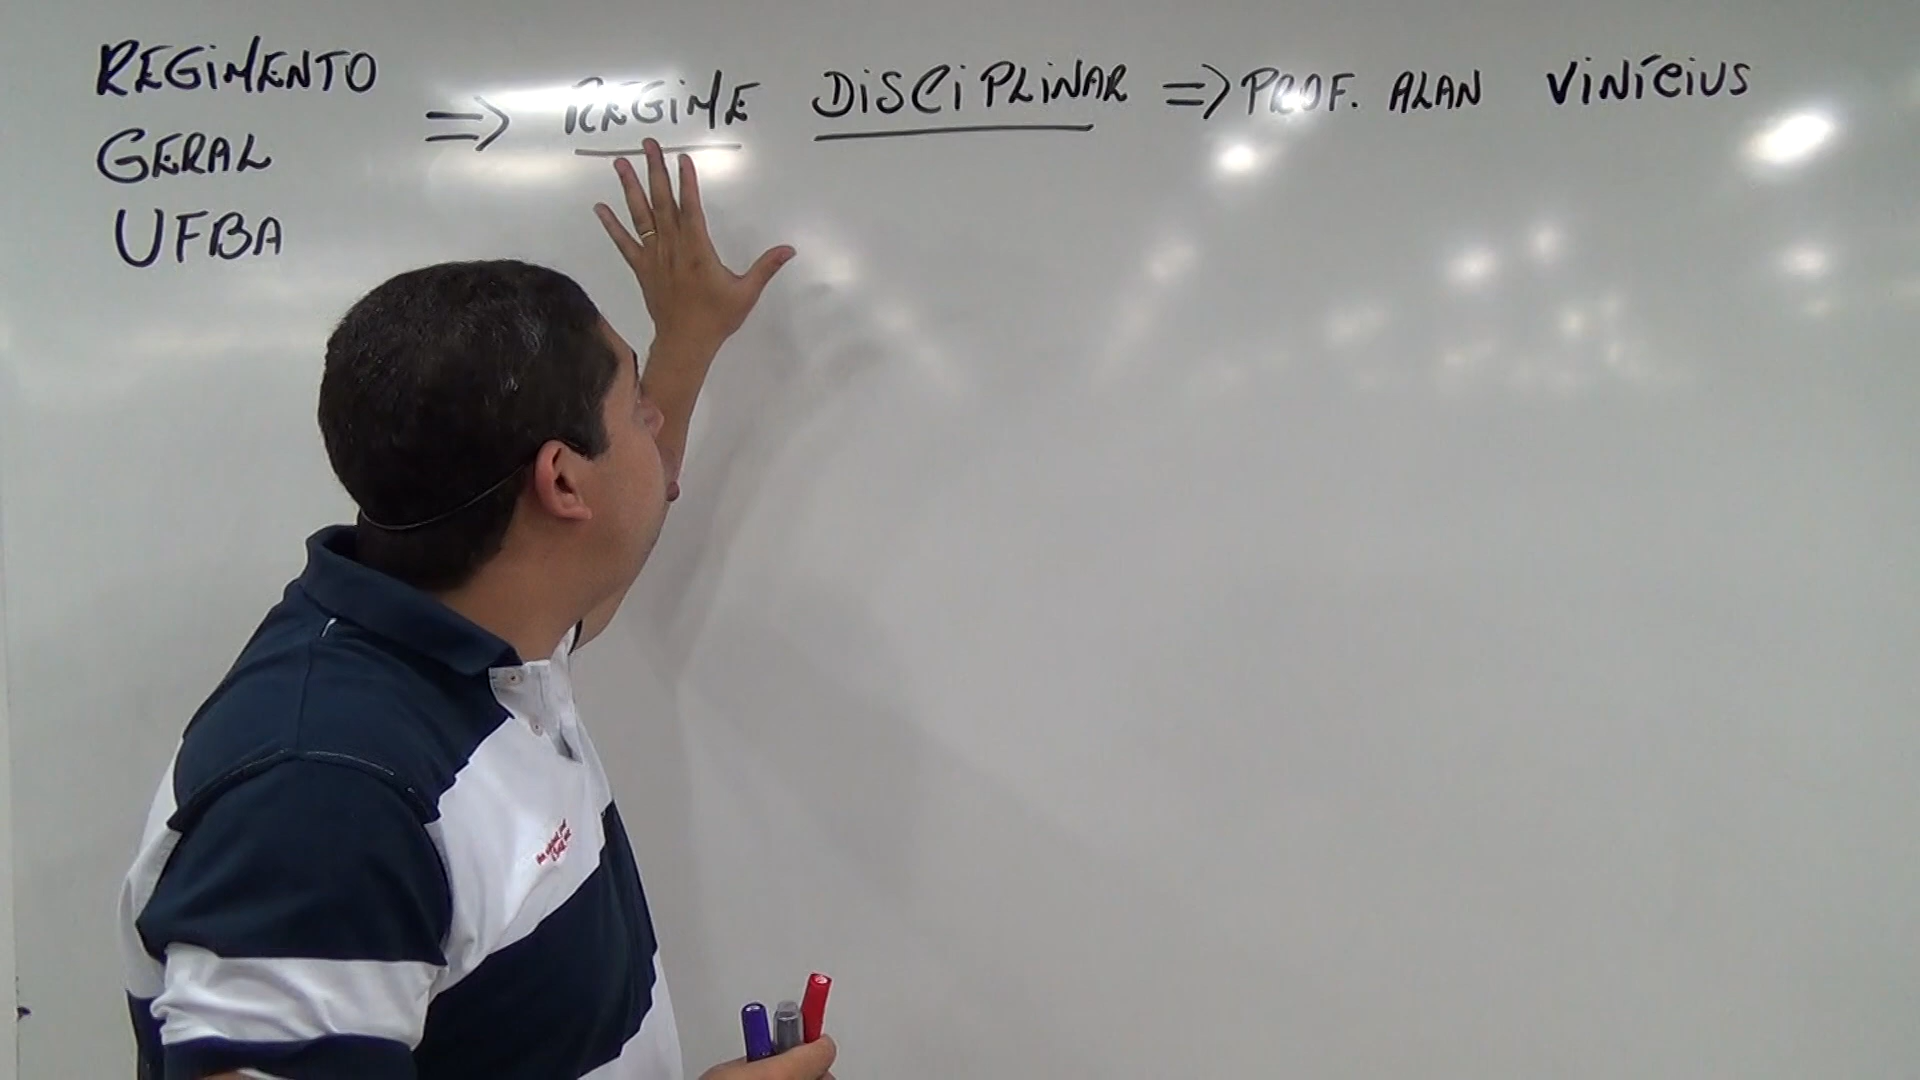 REGIMENTO
GERAL
UFBA
=> REGIME DISCIPLINAR => PROF. ALAN VINÍCIUS